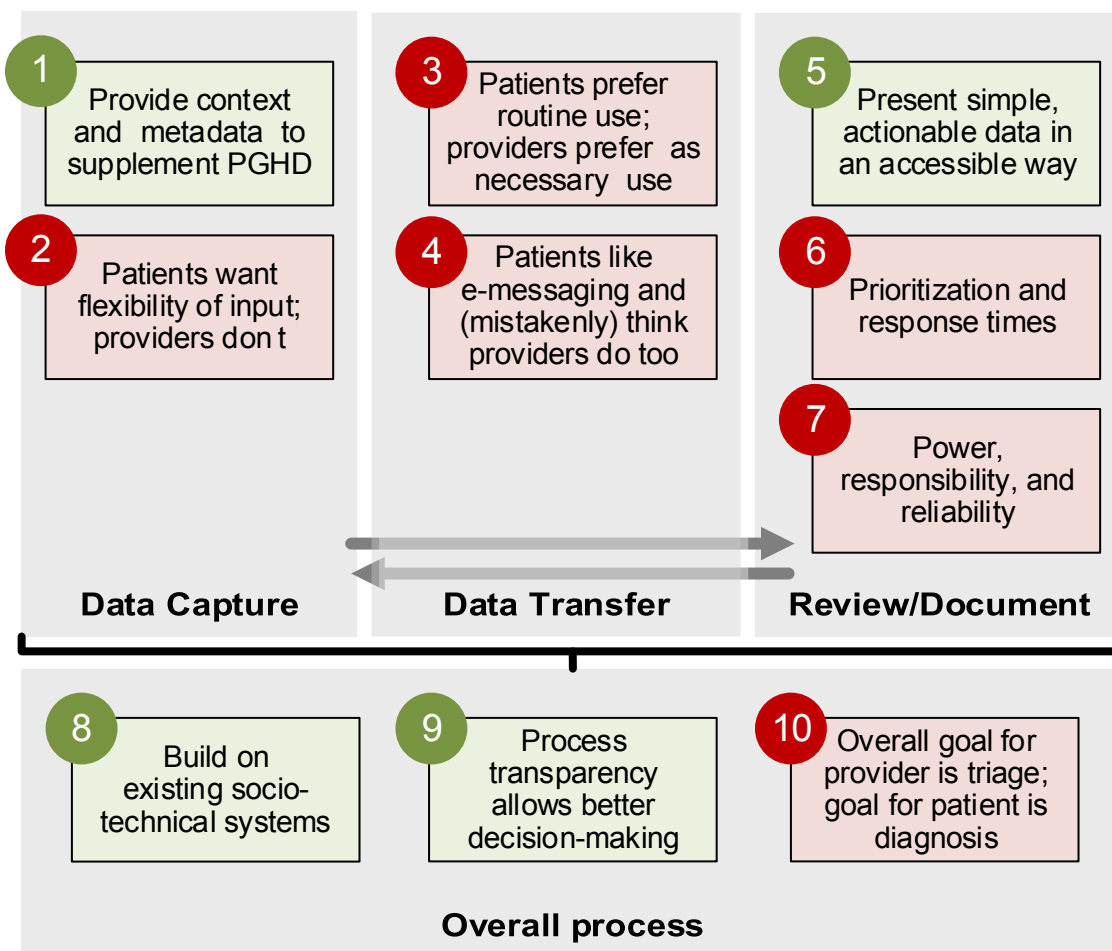 1
Provide context
and metadata to
supplement PGHD
2
Patients want
flexibility of input;
providers don t
Data Capture
3
Patients prefer
routine use;
providers prefer as
necessary use
4
Patients like
e-messaging and
(mistakenly) think
providers do too
Data Transfer
5
Present simple,
actionable data in
an accessible way
6
Prioritization and
response times
7
Power,
responsibility, and
reliability
Review/Document
8
Build on
existing socio-
technical systems
9
Process
transparency
allows better
decision-making
10
Overall goal for
provider is triage;
goal for patient is
diagnosis
Overall process